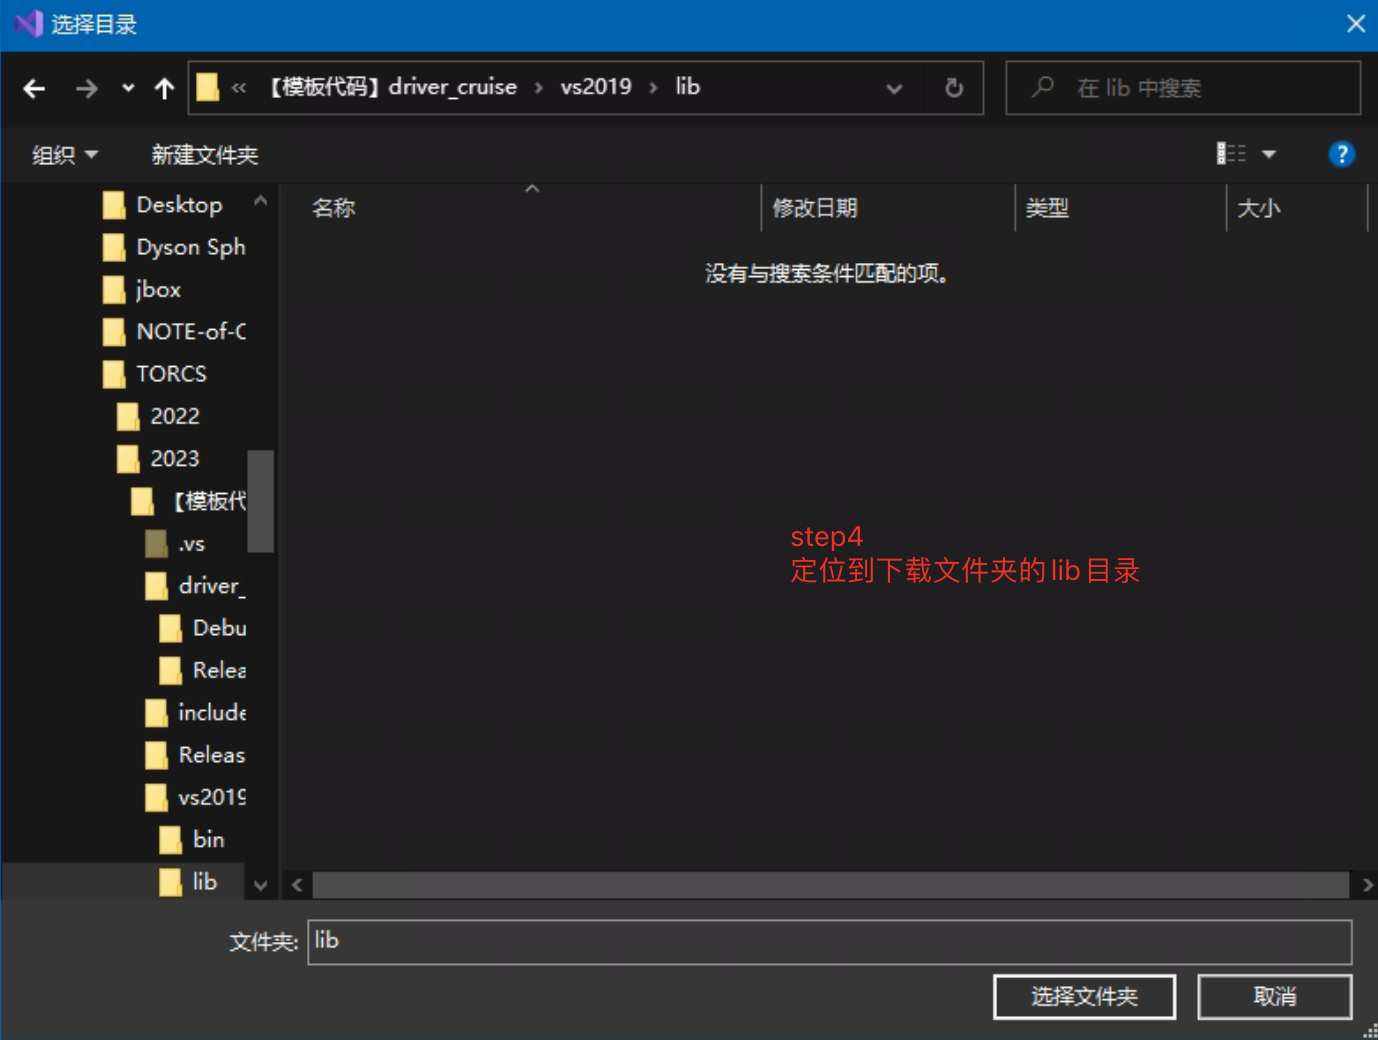 选择目录
« 【模板代码】driver_cruise › vs2019 › lib
在 lib 中搜索
组织
新建文件夹
?
名称
修改日期
类型
大小
没有与搜索条件匹配的项。
Desktop
Dyson Sph
jbox
NOTE-of-C
TORCS
2022
2023
【模板代
.vs
driver_
Debu
Relea
include
Releas
vs2019
bin
lib
step4
定位到下载文件夹的lib目录
文件夹: lib
选择文件夹
取消